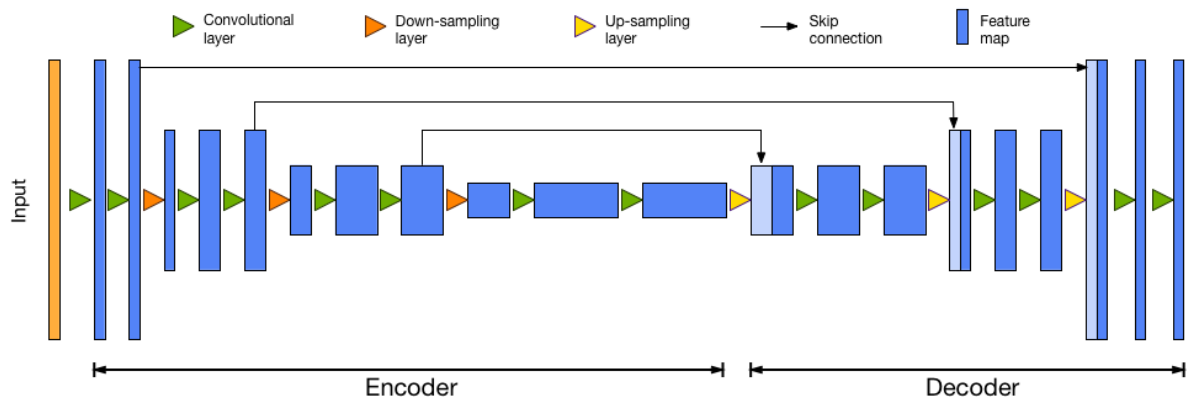 Convolutional
layer
Down-sampling
layer
Up-sampling
layer
Skip
connection
Feature
map
Input
Encoder
Decoder